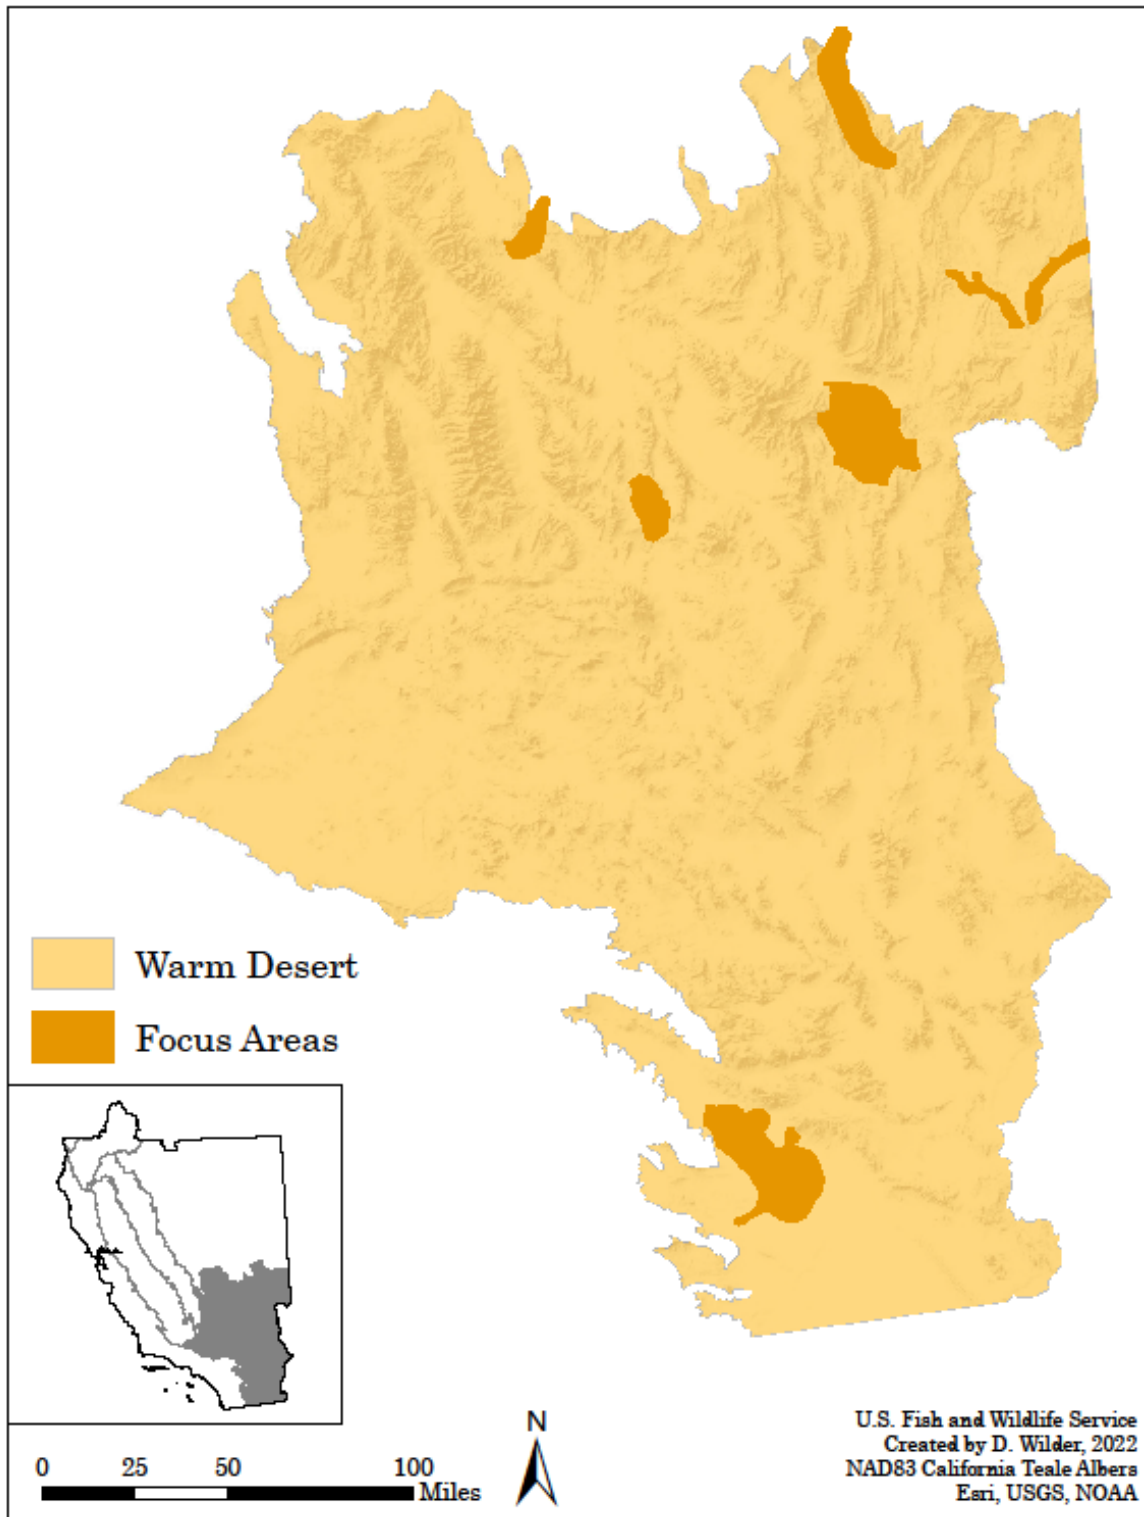 Warm Desert
Focus Areas
N
0 25 50 100
Miles
U.S. Fish and Wildlife Service
Created by D. Wilder, 2022
NAD83 California Teale Albers
Esri, USGS, NOAA